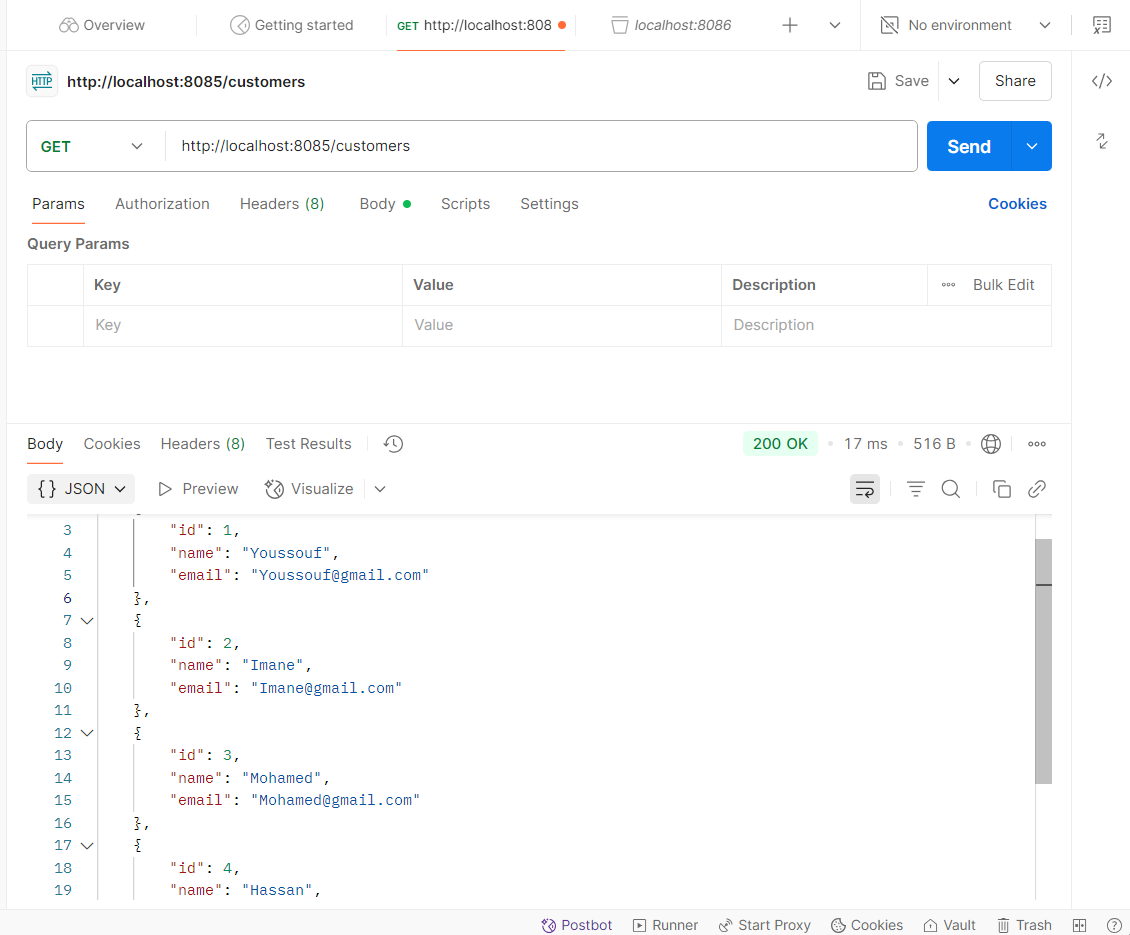 Overview Getting started GET http://localhost:808 localhost:8086 No environment
HTTP http://localhost:8085/customers Save Share
GET http://localhost:8085/customers Send
Params Authorization Headers (8) Body Scripts Settings Cookies
Query Params
Key Value Description Bulk Edit
Key Value Description
Body Cookies Headers (8) Test Results 200 OK 17 ms 516 B
{} JSON Preview Visualize
3 "id": 1,
4 "name": "Youssouf",
5 "email": "Youssouf@gmail.com"
6 },
7 {
8 "id": 2,
9 "name": "Imane",
10 "email": "Imane@gmail.com"
11 },
12 {
13 "id": 3,
14 "name": "Mohamed",
15 "email": "Mohamed@gmail.com"
16 },
17 {
18 "id": 4,
19 "name": "Hassan",
Postbot Runner Start Proxy Cookies Vault Trash